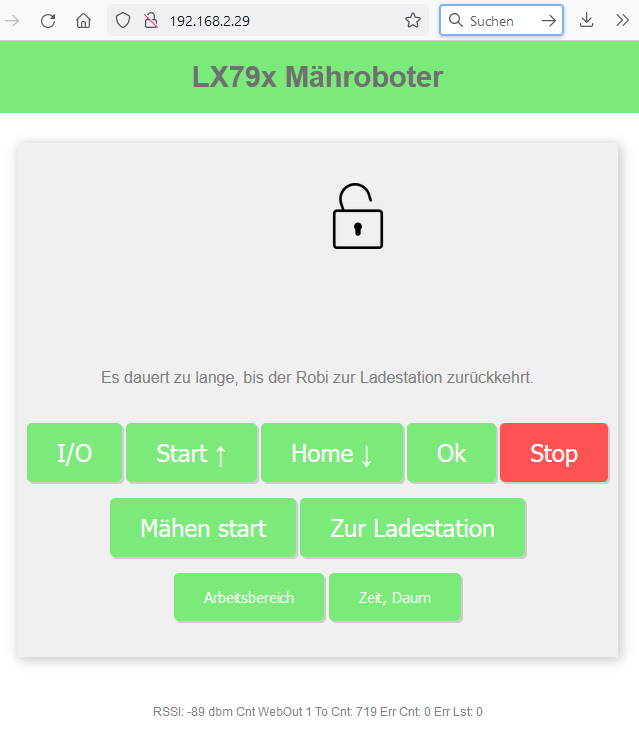 192.168.2.29
Suchen
LX79x Mähroboter
Es dauert zu lange, bis der Robi zur Ladestation zurückkehrt.
I/O Start ↑ Home ↓ Ok Stop
Mähen start Zur Ladestation
Arbeitsbereich Zeit, Daum
RSSI: -89 dbm Cnt WebOut 1 To Cnt: 719 Err Cnt: 0 Err Lst: 0